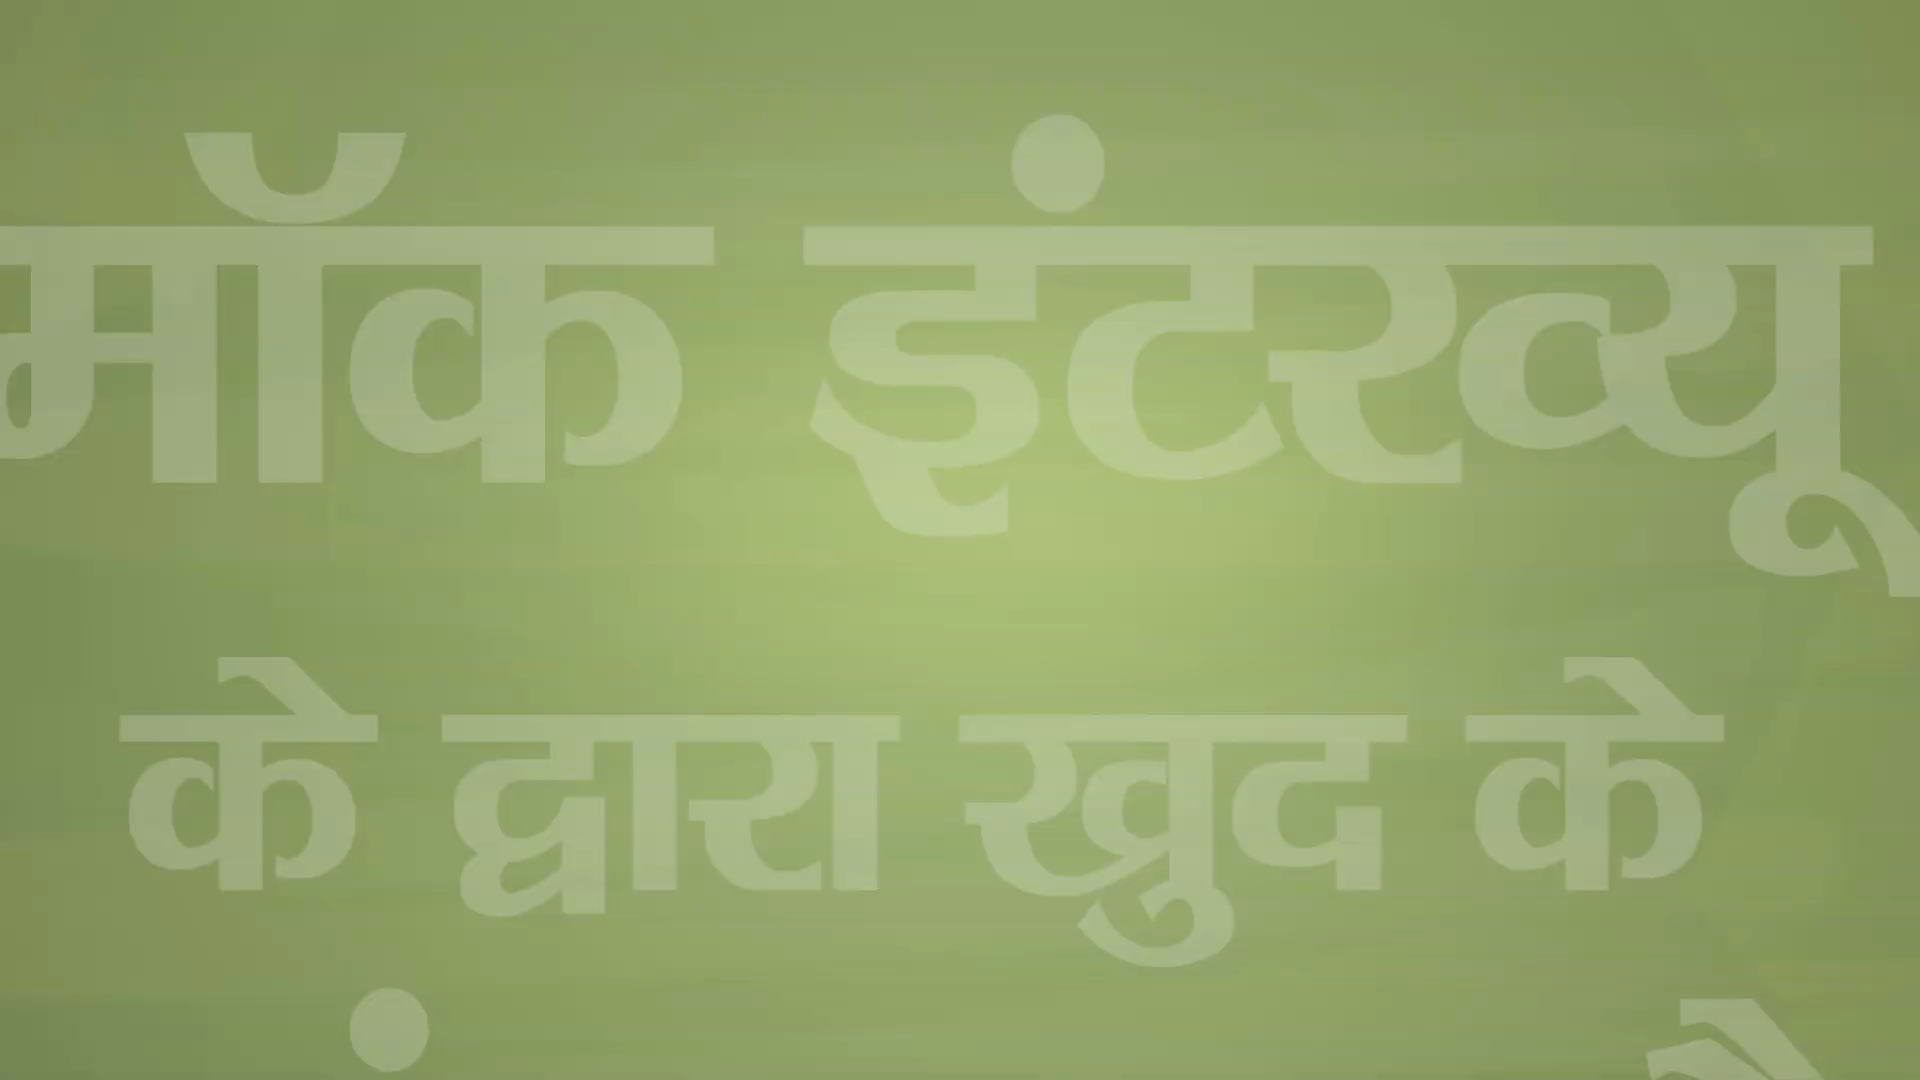 मॉक इंटरव्यू
के द्वारा खुद के